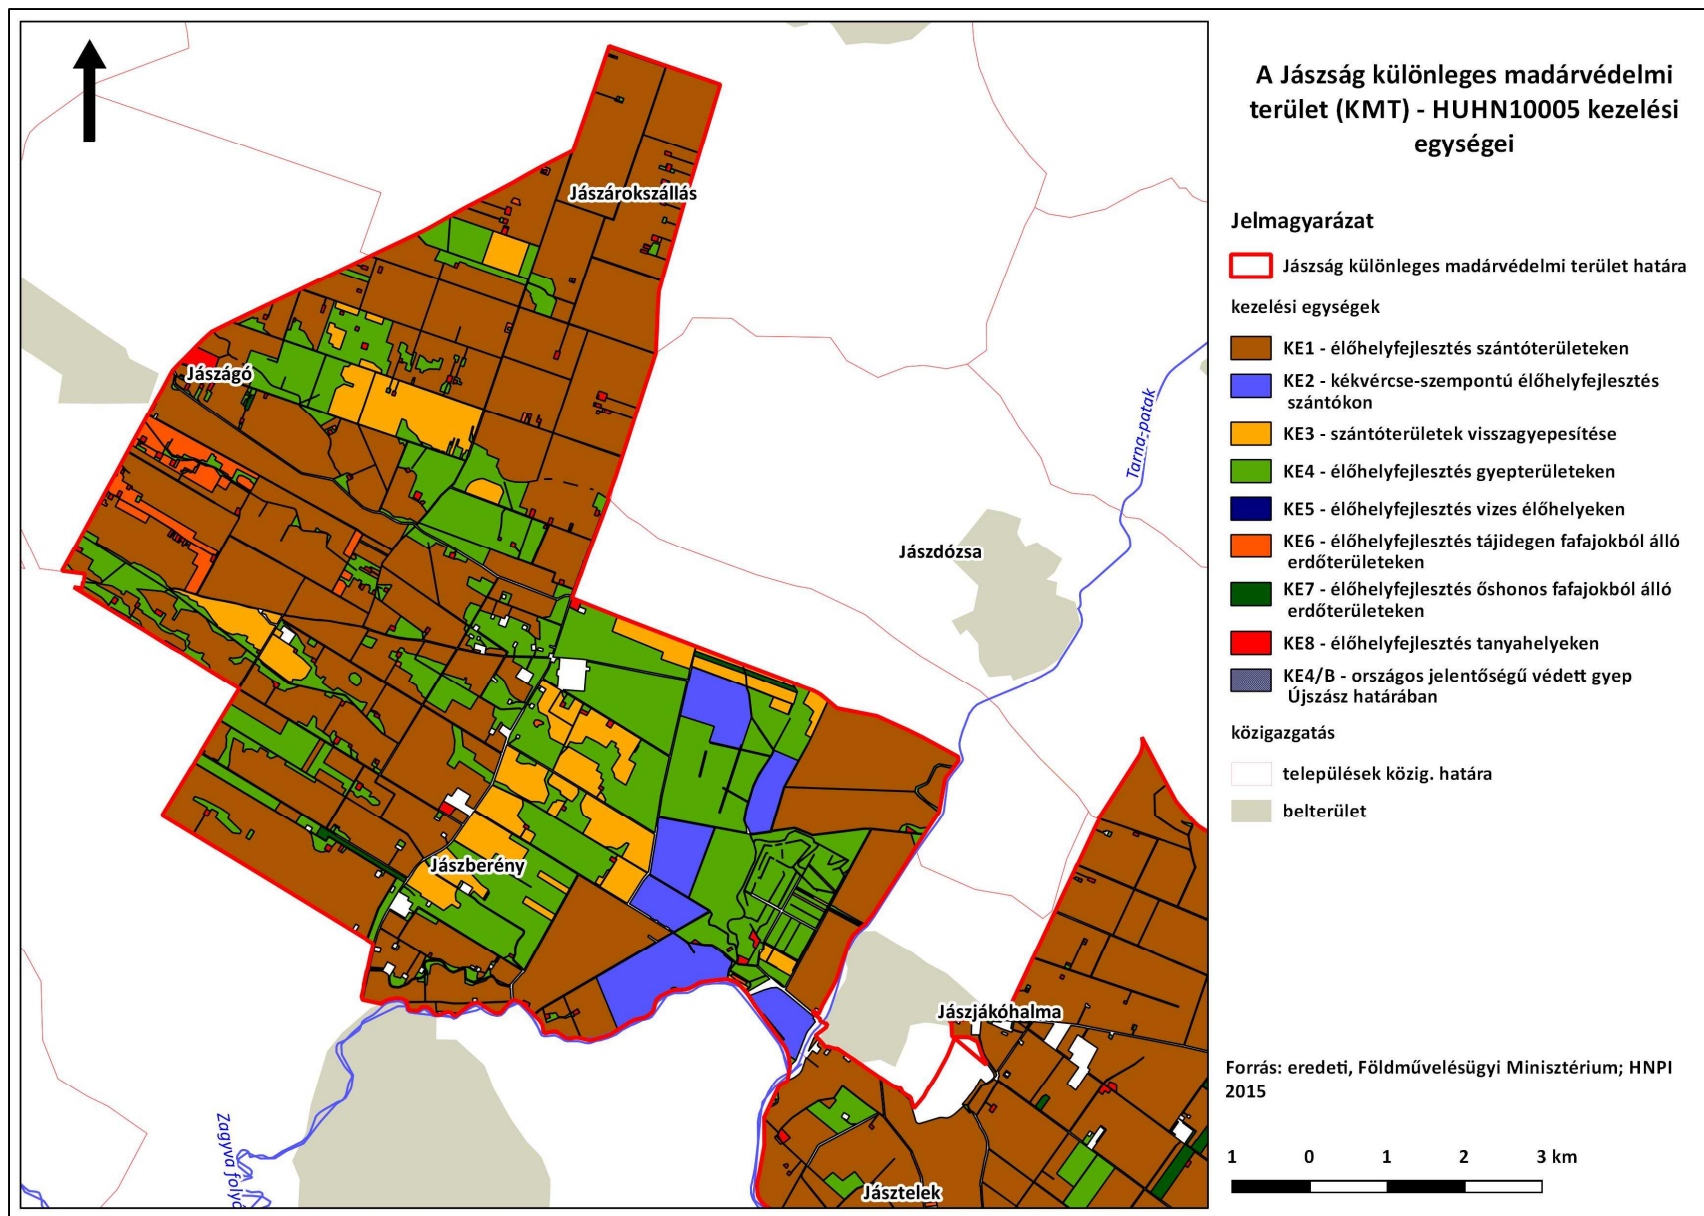 A Jászság különleges madárvédelmi
terület (KMT) - HUHN10005 kezelési
egységei
Jelmagyarázat
Jászság különleges madárvédelmi terület határa
kezelési egységek
KE1 - élőhelyfejlesztés szántóterületeken
KE2 - kékvércse-szempontú élőhelyfejlesztés
szántókon
KE3 - szántóterületek visszagyepesítése
KE4 - élőhelyfejlesztés gyepterületeken
KE5 - élőhelyfejlesztés vizes élőhelyeken
KE6 - élőhelyfejlesztés tájidegen fafajokból álló
erdőterületeken
KE7 - élőhelyfejlesztés őshonos fafajokból álló
erdőterületeken
KE8 - élőhelyfejlesztés tanyahelyeken
KE4/B - országos jelentőségű védett gyep
Újszász határában
közigazgatás
települések közig. határa
belterület
Forrás: eredeti, Földművelésügyi Minisztérium; HNPI
2015
1 0 1 2 3 km
Jászárokszállás
Jászágó
Tarna-patak
Jászdózsa
Jászberény
Jászjákóhalma
Zagyva folyó
Jásztelek